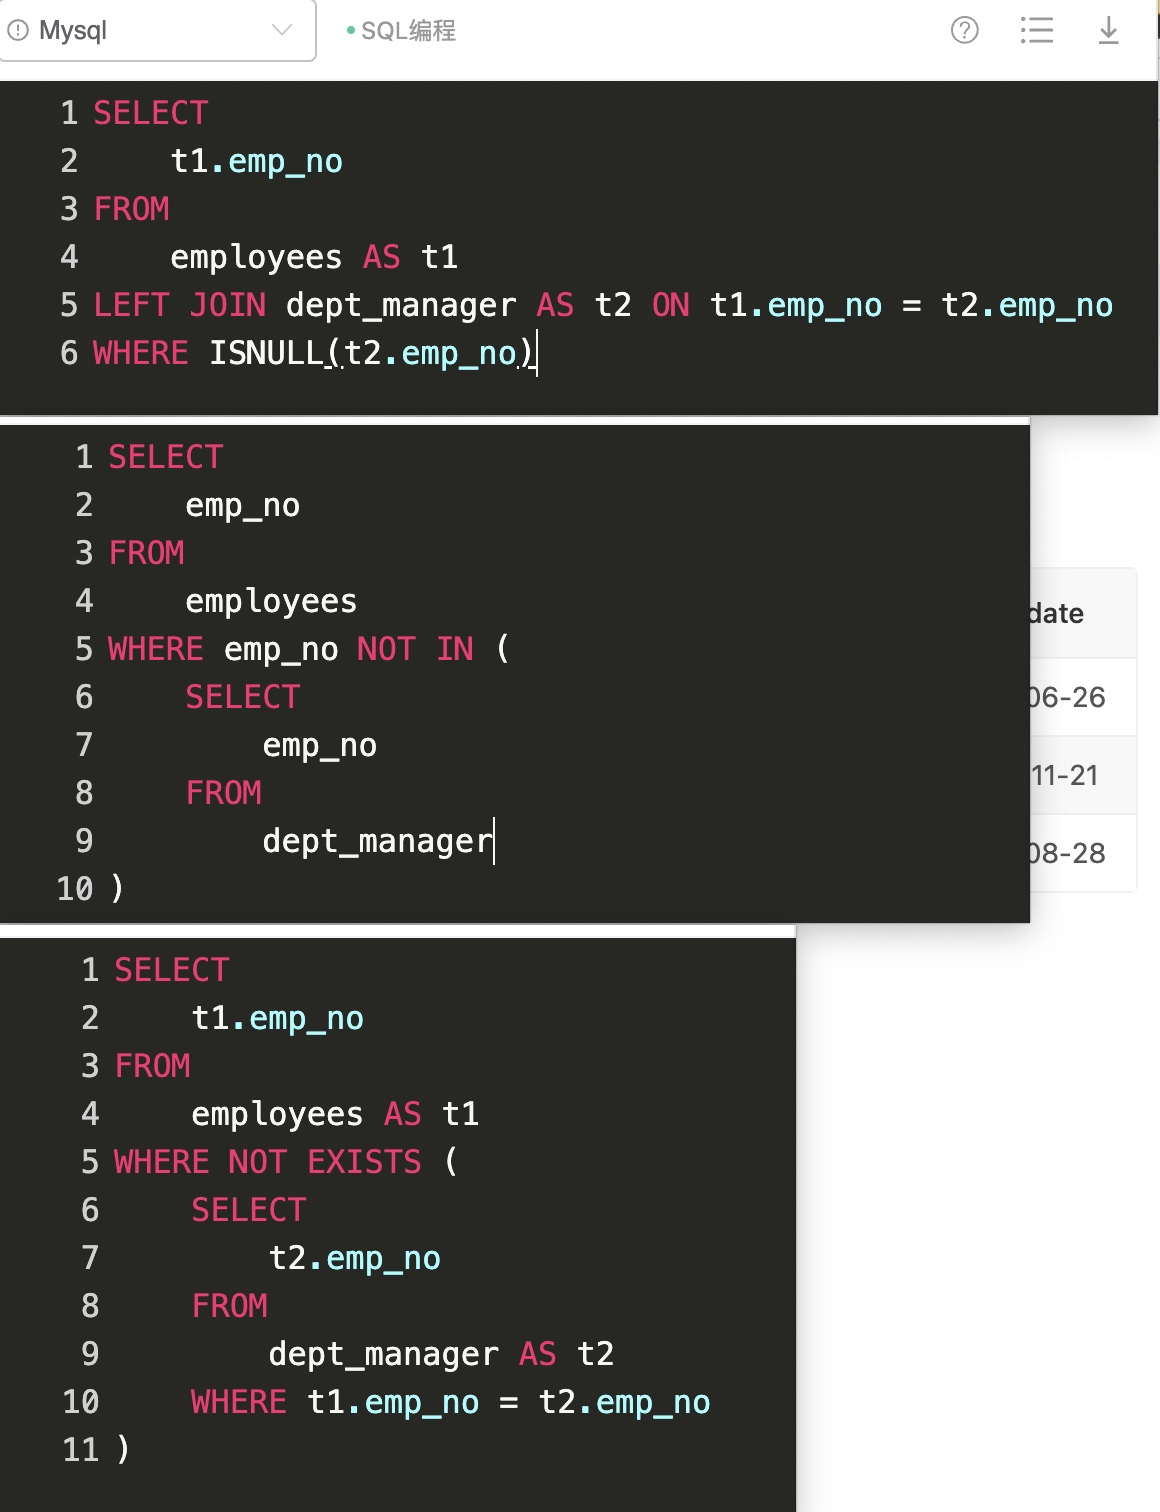 Mysql SQL编程
1 SELECT
2 t1.emp_no
3 FROM
4 employees AS t1
5 LEFT JOIN dept_manager AS t2 ON t1.emp_no = t2.emp_no
6 WHERE ISNULL(t2.emp_no)
1 SELECT
2 emp_no
3 FROM
4 employees
5 WHERE emp_no NOT IN (
6 SELECT
7 emp_no
8 FROM
9 dept_manager
10 )
date
06-26
11-21
08-28
1 SELECT
2 t1.emp_no
3 FROM
4 employees AS t1
5 WHERE NOT EXISTS (
6 SELECT
7 t2.emp_no
8 FROM
9 dept_manager AS t2
10 WHERE t1.emp_no = t2.emp_no
11 )